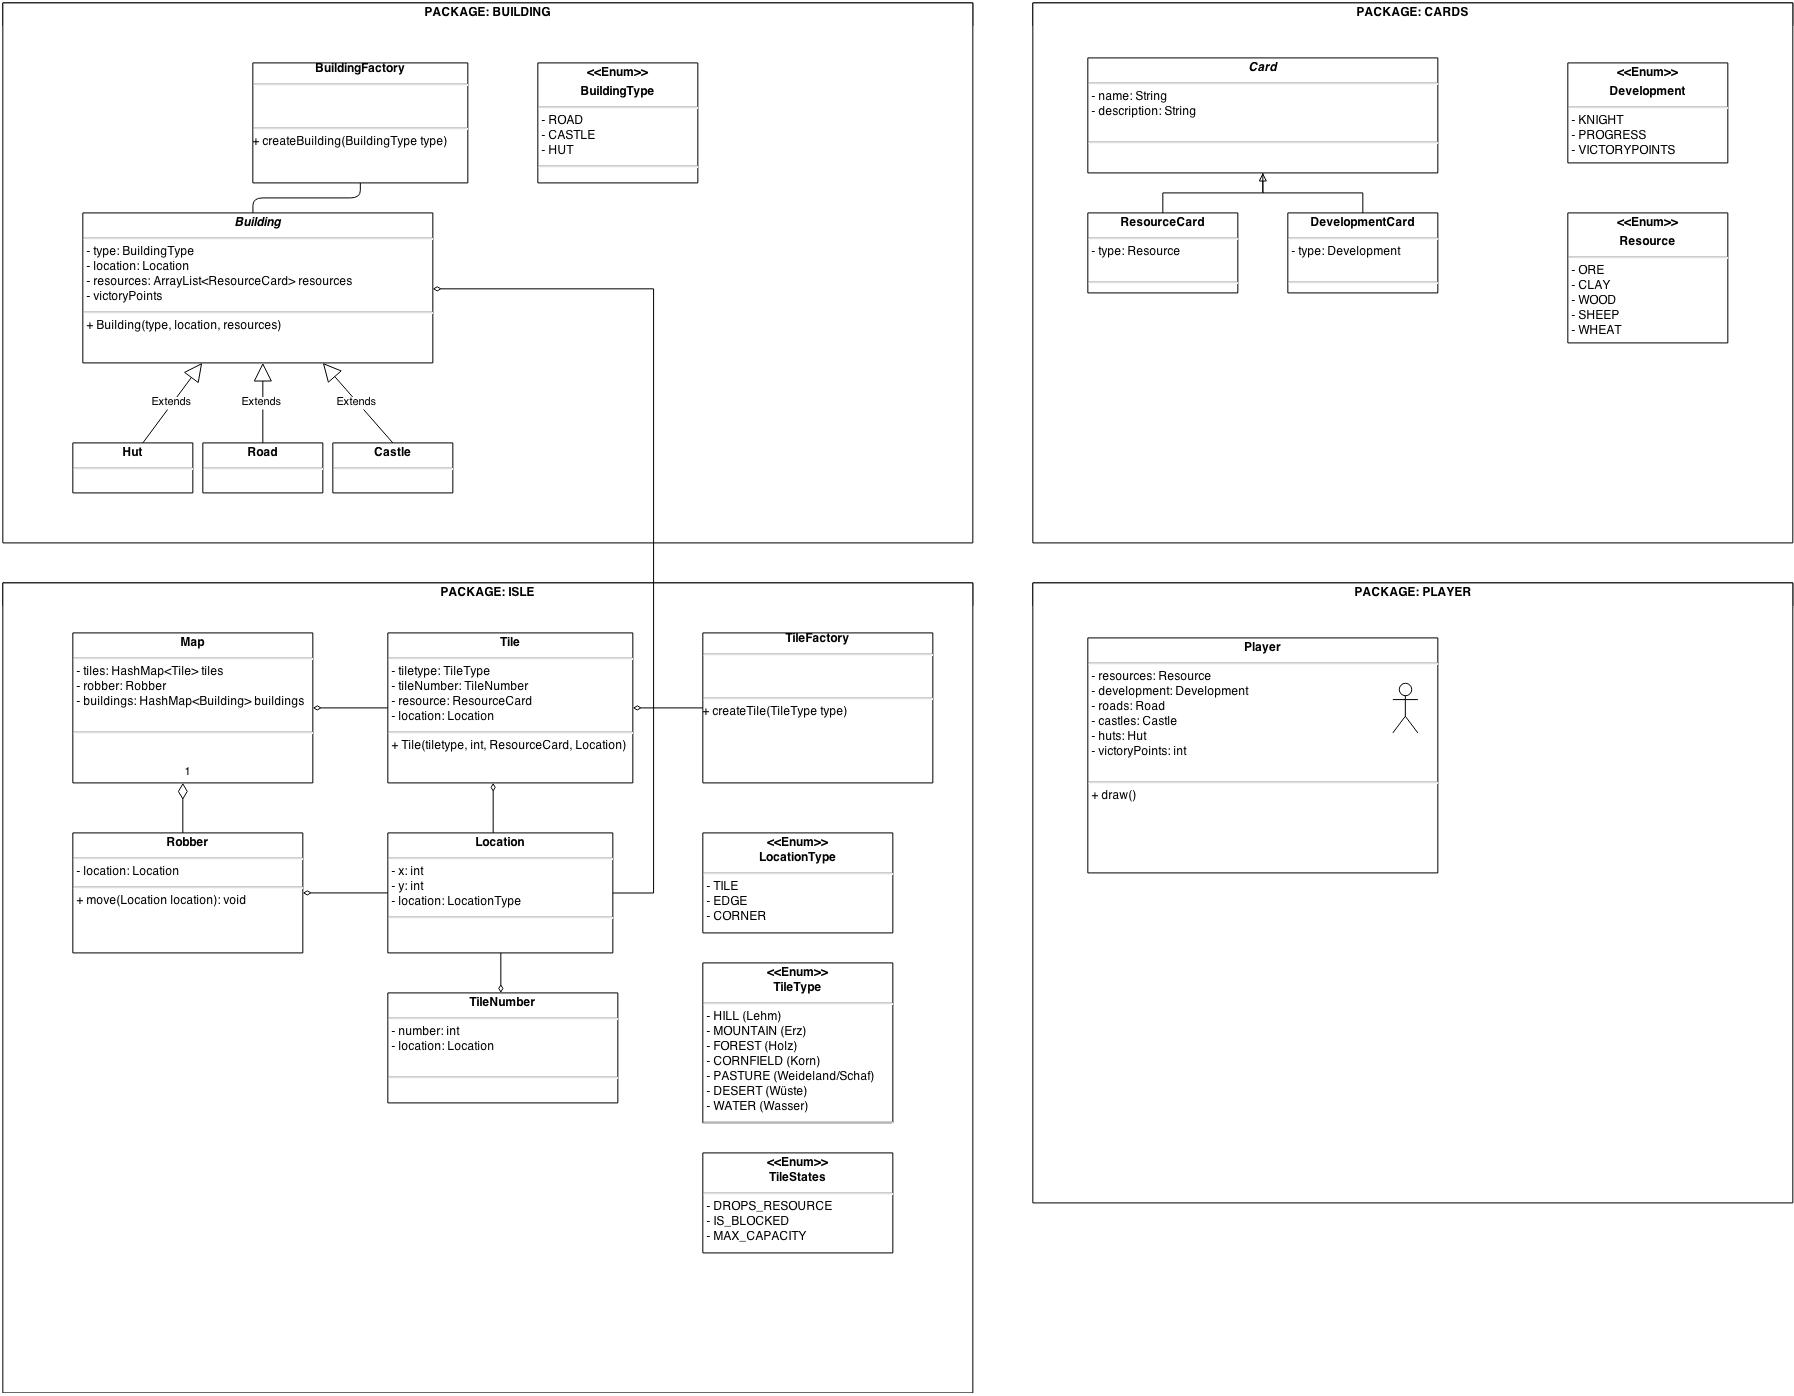 PACKAGE: BUILDING
BuildingFactory
+ createBuilding(BuildingType type)
<<Enum>>
BuildingType
- ROAD
- CASTLE
- HUT
Building
- type: BuildingType
- location: Location
- resources: ArrayList<ResourceCard> resources
- victoryPoints
+ Building(type, location, resources)
Extends
Extends
Extends
Hut
Road
Castle
PACKAGE: CARDS
Card
- name: String
- description: String
<<Enum>>
Development
- KNIGHT
- PROGRESS
- VICTORYPOINTS
ResourceCard
- type: Resource
DevelopmentCard
- type: Development
<<Enum>>
Resource
- ORE
- CLAY
- WOOD
- SHEEP
- WHEAT
PACKAGE: ISLE
Map
- tiles: HashMap<Tile> tiles
- robber: Robber
- buildings: HashMap<Building> buildings
1
Tile
- tiletype: TileType
- tileNumber: TileNumber
- resource: ResourceCard
- location: Location
+ Tile(tiletype, int, ResourceCard, Location)
TileFactory
+ createTile(TileType type)
Robber
- location: Location
+ move(Location location): void
Location
- x: int
- y: int
- location: LocationType
<<Enum>>
LocationType
- TILE
- EDGE
- CORNER
TileNumber
- number: int
- location: Location
<<Enum>>
TileType
- HILL (Lehm)
- MOUNTAIN (Erz)
- FOREST (Holz)
- CORNFIELD (Korn)
- PASTURE (Weideland/Schaf)
- DESERT (Wüste)
- WATER (Wasser)
<<Enum>>
TileStates
- DROPS_RESOURCE
- IS_BLOCKED
- MAX_CAPACITY
PACKAGE: PLAYER
Player
- resources: Resource
- development: Development
- roads: Road
- castles: Castle
- huts: Hut
- victoryPoints: int
+ draw()